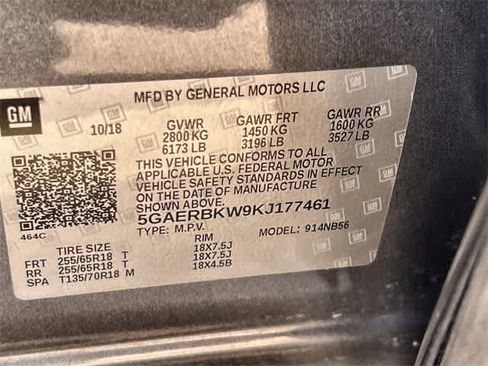 GM
MFD BY GENERAL MOTORS LLC
10/18 GVWR GAWR FRT GAWR RR
2800 KG 1450 KG 1600 KG
6173 LB 3196 LB 3527 LB
THIS VEHICLE CONFORMS TO ALL
APPLICABLE U.S. FEDERAL MOTOR
VEHICLE SAFETY STANDARDS IN EFFECT
ON THE DATE OF MANUFACTURE
SHOWN ABOVE.
5GAERBKW9KJ177461
464C
TYPE: M.P.V. MODEL: 914NB56
TIRE SIZE RIM
FRT 255/65R18 T 18X7.5J
RR 255/65R18 T 18X7.5J
SPA T135/70R18 M 18X4.5B